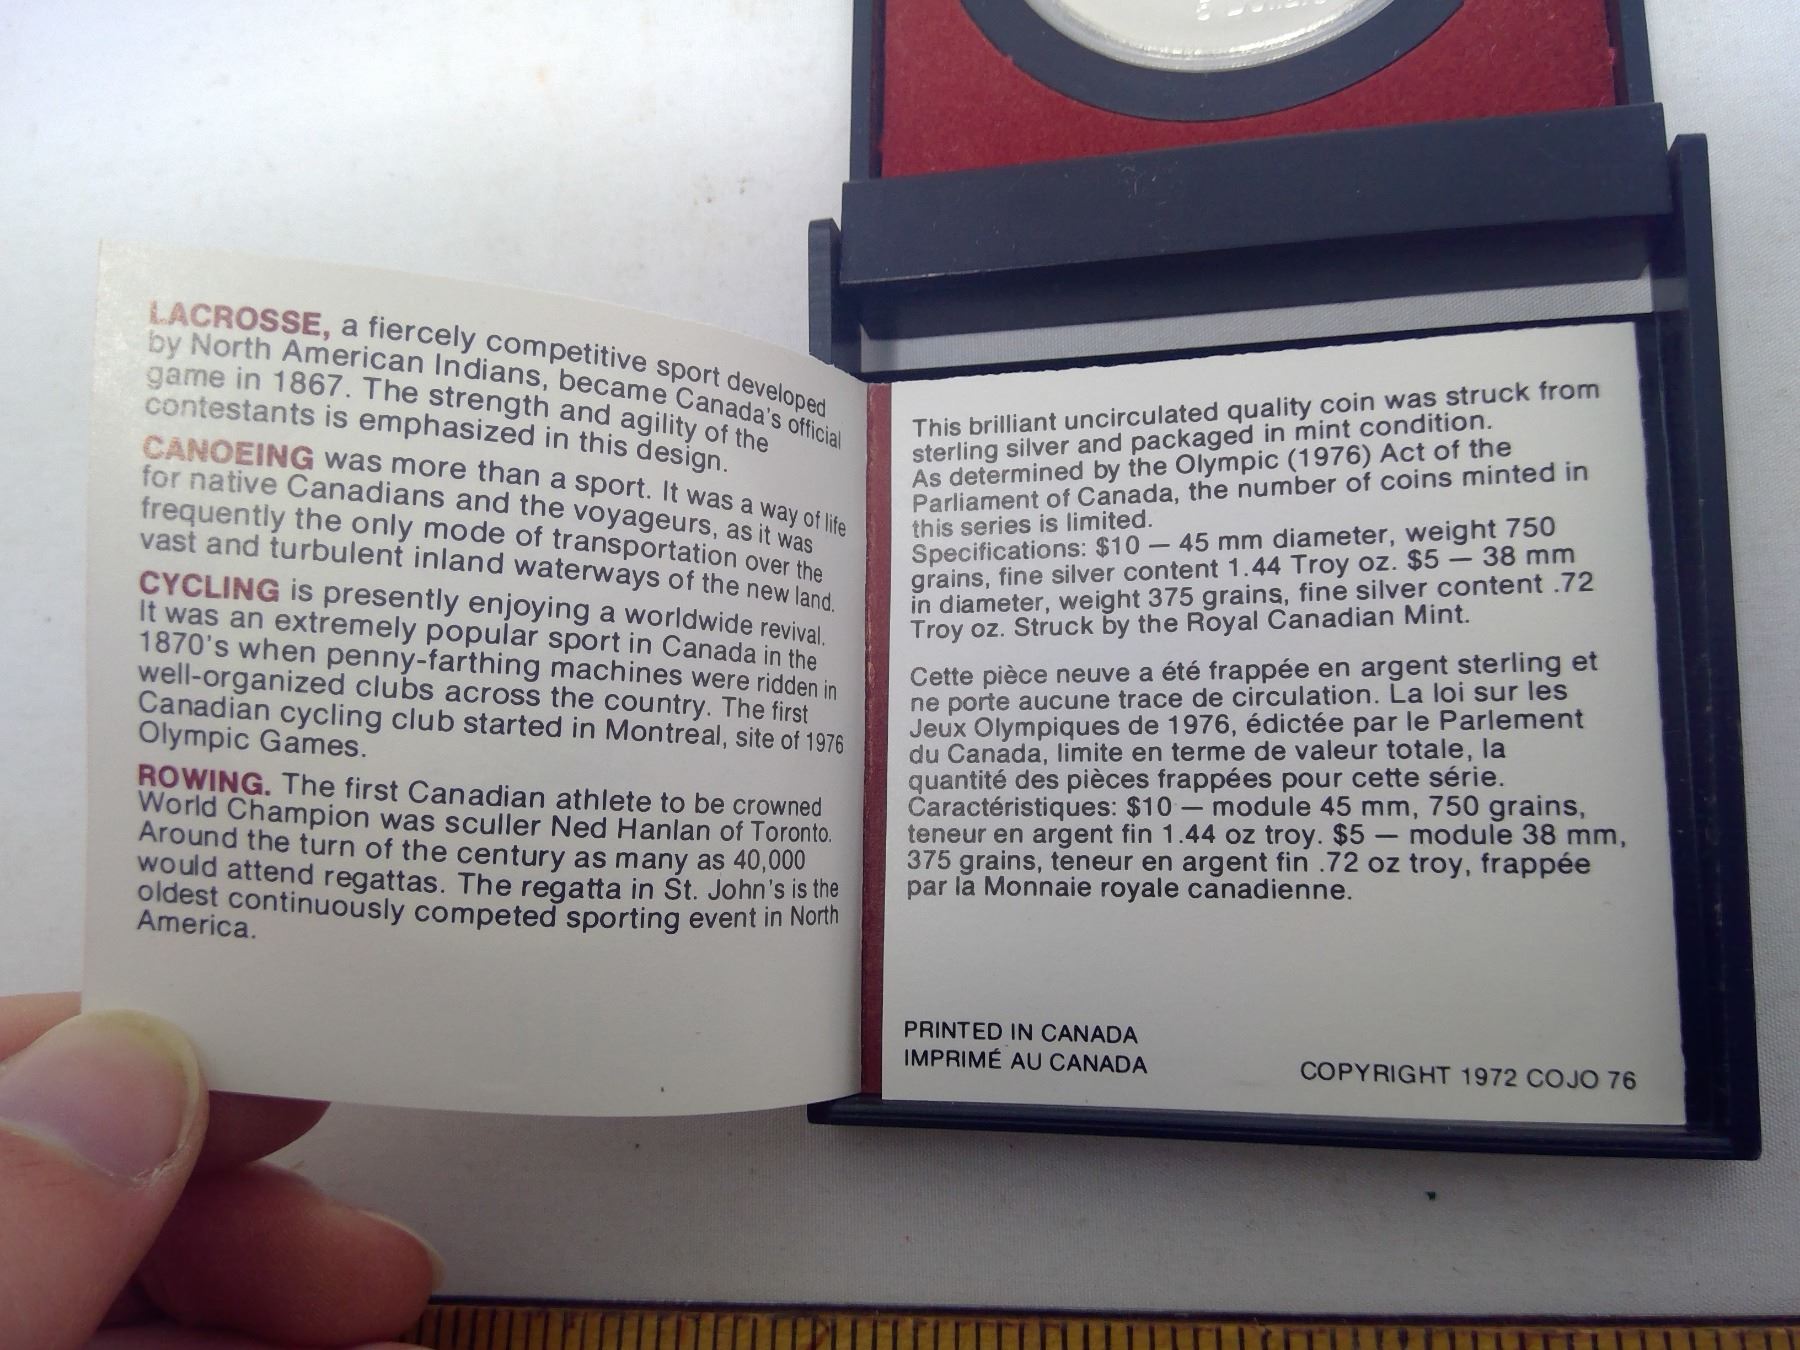 LACROSSE, a fiercely competitive sport developed
by North American Indians, became Canada's official
game in 1867. The strength and agility of the
contestants is emphasized in this design.
CANOEING was more than a sport. It was a way of life
for native Canadians and the voyageurs, as it was
frequently the only mode of transportation over the
vast and turbulent inland waterways of the new land.
CYCLING is presently enjoying a worldwide revival.
It was an extremely popular sport in Canada in the
1870's when penny-farthing machines were ridden in
well-organized clubs across the country. The first
Canadian cycling club started in Montreal, site of 1976
Olympic Games.
ROWING. The first Canadian athlete to be crowned
World Champion was sculler Ned Hanlan of Toronto.
Around the turn of the century as many as 40,000
would attend regattas. The regatta in St. John's is the
oldest continuously competed sporting event in North
America.
This brilliant uncirculated quality coin was struck from
sterling silver and packaged in mint condition.
As determined by the Olympic (1976) Act of the
Parliament of Canada, the number of coins minted in
this series is limited.
Specifications: $10 — 45 mm diameter, weight 750
grains, fine silver content 1.44 Troy oz. $5 — 38 mm
in diameter, weight 375 grains, fine silver content .72
Troy oz. Struck by the Royal Canadian Mint.
Cette pièce neuve a été frappée en argent sterling et
ne porte aucune trace de circulation. La loi sur les
Jeux Olympiques de 1976, édictée par le Parlement
du Canada, limite en terme de valeur totale, la
quantité des pièces frappées pour cette série.
Caractéristiques: $10 — module 45 mm, 750 grains,
teneur en argent fin 1.44 oz troy. $5 — module 38 mm,
375 grains, teneur en argent fin .72 oz troy, frappée
par la Monnaie royale canadienne.
PRINTED IN CANADA
IMPRIMÉ AU CANADA
COPYRIGHT 1972 COJO 76